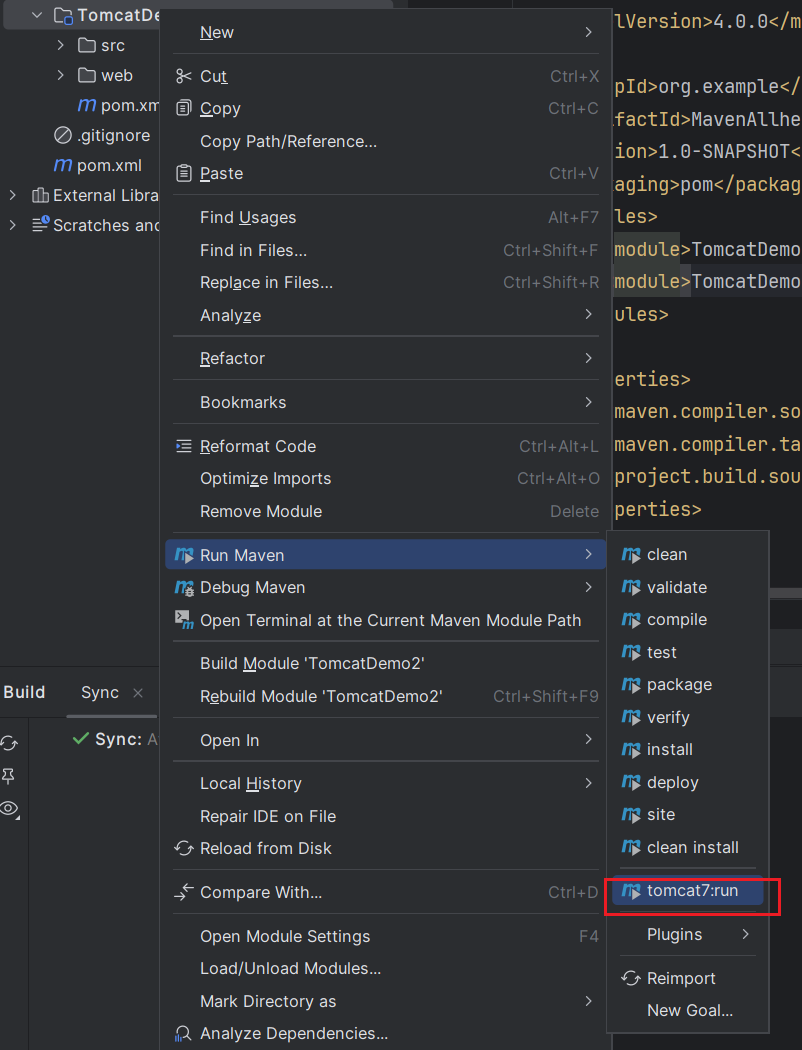 TomcatDe
src
web
pom.xm
.gitignore
pom.xml
External Libra
Scratches and
New
Cut Ctrl+X
Copy Ctrl+C
Copy Path/Reference...
Paste Ctrl+V
Find Usages Alt+F7
Find in Files... Ctrl+Shift+F
Replace in Files... Ctrl+Shift+R
Analyze
Refactor
Bookmarks
Reformat Code Ctrl+Alt+L
Optimize Imports Ctrl+Alt+O
Remove Module Delete
Run Maven
Debug Maven
Open Terminal at the Current Maven Module Path
Build Module 'TomcatDemo2'
Rebuild Module 'TomcatDemo2' Ctrl+Shift+F9
Open In
Local History
Repair IDE on File
Reload from Disk
Compare With... Ctrl+D
Open Module Settings F4
Load/Unload Modules...
Mark Directory as
Analyze Dependencies...
lVersion>4.0.0</m
pId>org.example</
factId>MavenAllhe
ion>1.0-SNAPSHOT<
aging>pom</packag
les>
module>TomcatDemo
module>TomcatDemo
ules>
erties>
maven.compiler.so
maven.compiler.ta
project.build.sou
perties>
clean
validate
compile
test
package
verify
install
deploy
site
clean install
tomcat7:run
Plugins
Reimport
New Goal...
Build Sync
Sync: A